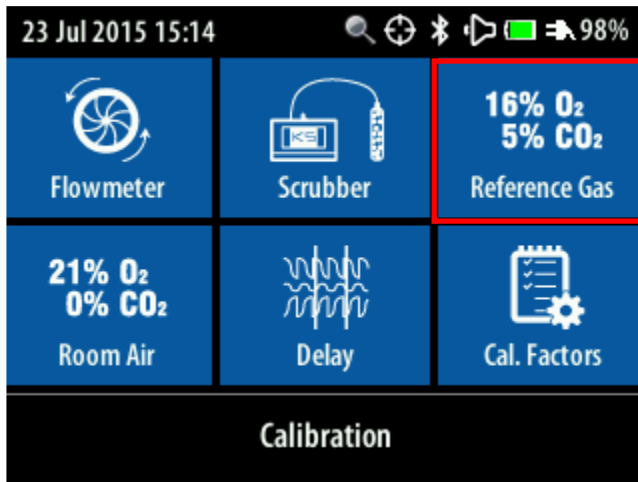 23 Jul 2015 15:14 98%
KS
16% O₂
5% CO₂
Flowmeter Scrubber Reference Gas
21% O₂
0% CO₂
Room Air Delay Cal. Factors
Calibration